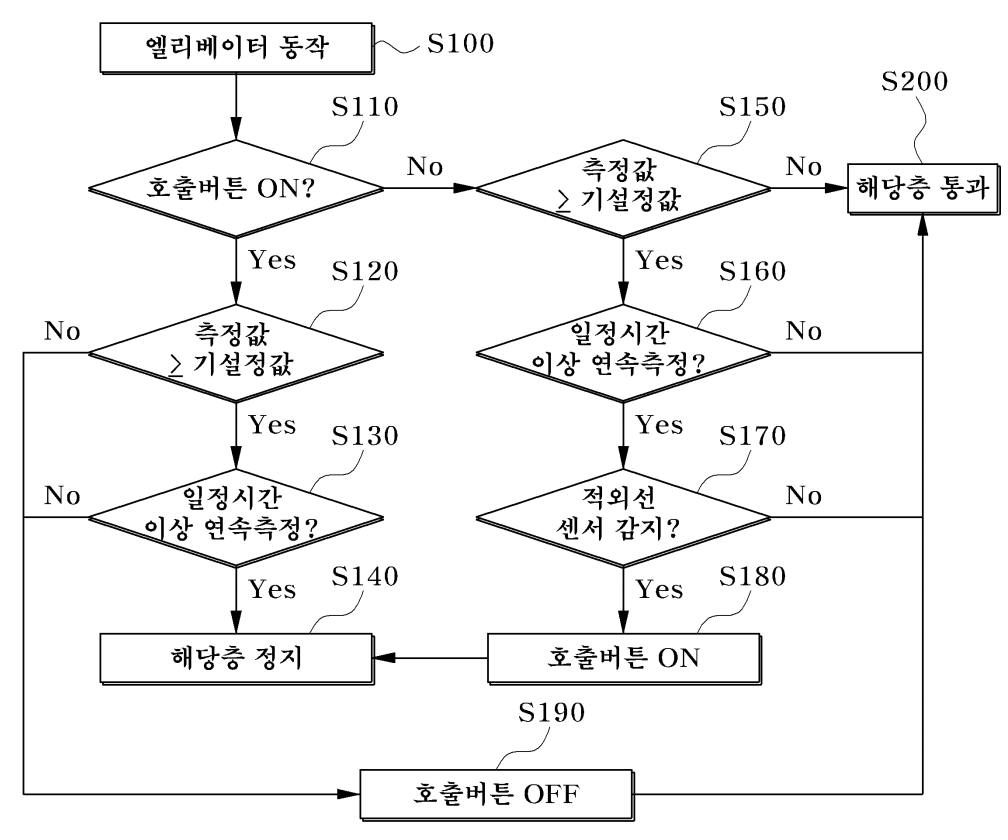 엘리베이터 동작
S100
S110
호출버튼 ON?
No
S150
측정값
≥ 기설정값
No
S200
해당층 통과
Yes
S120
측정값
≥ 기설정값
No
Yes
S160
일정시간
이상 연속측정?
No
Yes
S130
일정시간
이상 연속측정?
No
Yes
S170
적외선
센서 감지?
No
Yes
S140
해당층 정지
Yes
S180
호출버튼 ON
S190
호출버튼 OFF